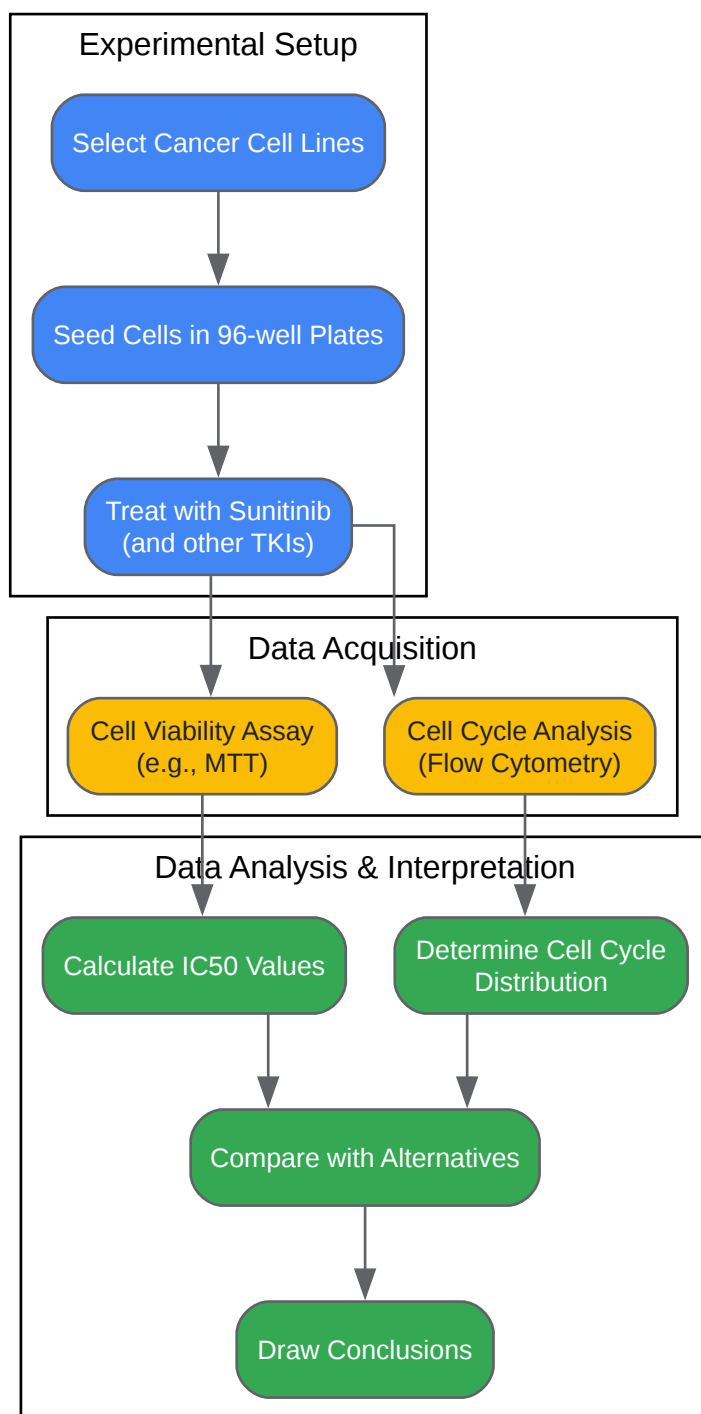 Experimental Setup
Select Cancer Cell Lines
Seed Cells in 96-well Plates
Treat with Sunitinib
(and other TKIs)
Data Acquisition
Cell Viability Assay
(e.g., MTT)
Cell Cycle Analysis
(Flow Cytometry)
Data Analysis & Interpretation
Calculate IC50 Values
Determine Cell Cycle
Distribution
Compare with Alternatives
Draw Conclusions